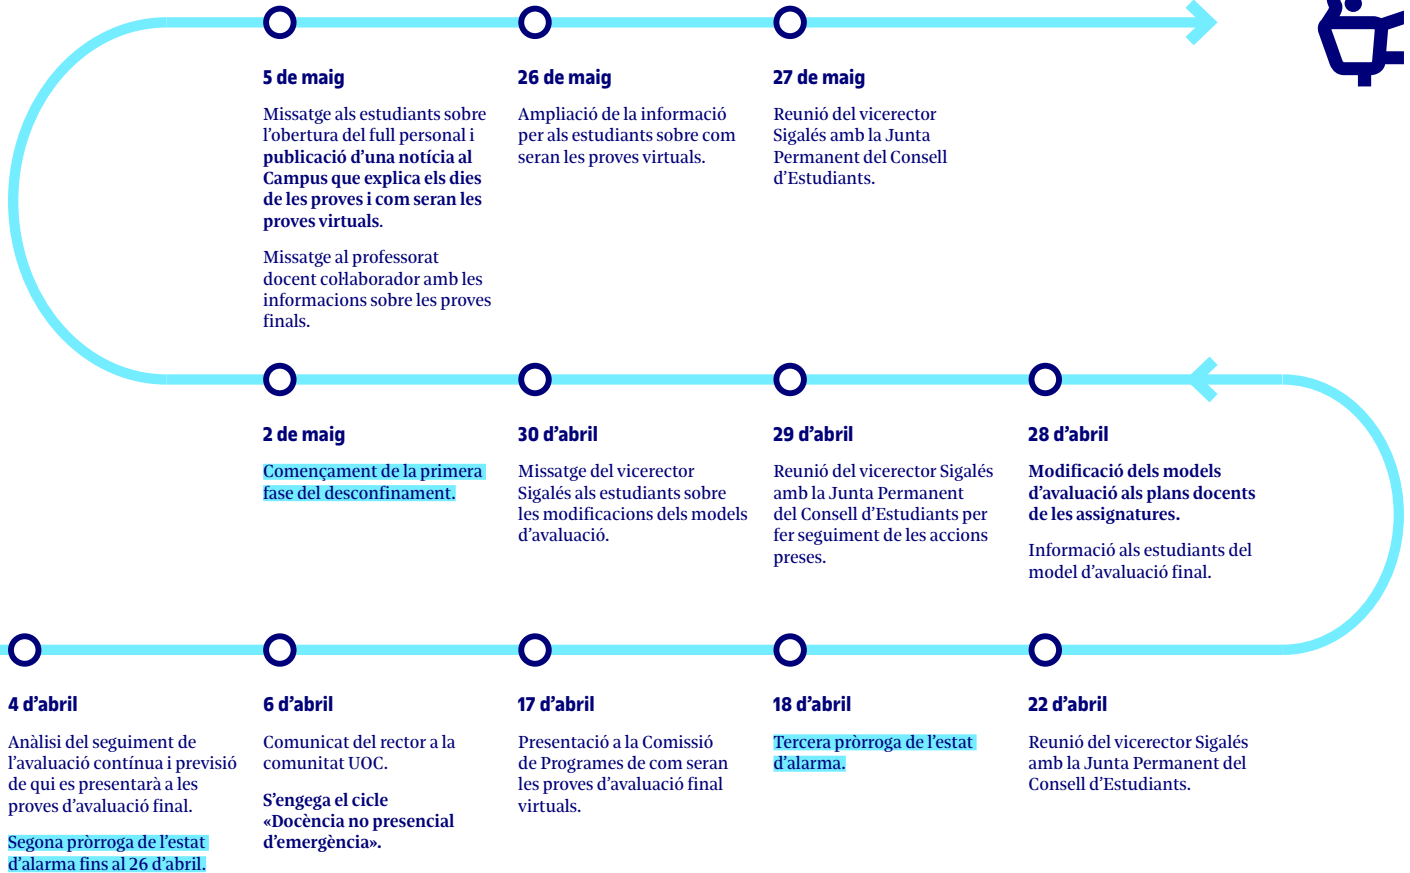 5 de maig
Missatge als estudiants sobre
l’obertura del full personal i
publicació d’una notícia al
Campus que explica els dies
de les proves i com seran les
proves virtuals.
Missatge al professorat
docent col·laborador amb les
informacions sobre les proves
finals.
26 de maig
Ampliació de la informació
per als estudiants sobre com
seran les proves virtuals.
27 de maig
Reunió del vicerector
Sigalés amb la Junta
Permanent del Consell
d’Estudiants.
2 de maig
Començament de la primera
fase del desconfinament.
30 d’abril
Missatge del vicerector
Sigalés als estudiants sobre
les modificacions dels models
d’avaluació.
29 d’abril
Reunió del vicerector Sigalés
amb la Junta Permanent
del Consell d’Estudiants per
fer seguiment de les accions
preses.
28 d’abril
Modificació dels models
d’avaluació als plans docents
de les assignatures.
Informació als estudiants del
model d’avaluació final.
4 d’abril
Anàlisi del seguiment de
l’avaluació contínua i previsió
de qui es presentarà a les
proves d’avaluació final.
Segona pròrroga de l’estat
d’alarma fins al 26 d’abril.
6 d’abril
Comunicat del rector a la
comunitat UOC.
S’engega el cicle
«Docència no presencial
d’emergència».
17 d’abril
Presentació a la Comissió
de Programes de com seran
les proves d’avaluació final
virtuals.
18 d’abril
Tercera pròrroga de l’estat
d’alarma.
22 d’abril
Reunió del vicerector Sigalés
amb la Junta Permanent del
Consell d’Estudiants.